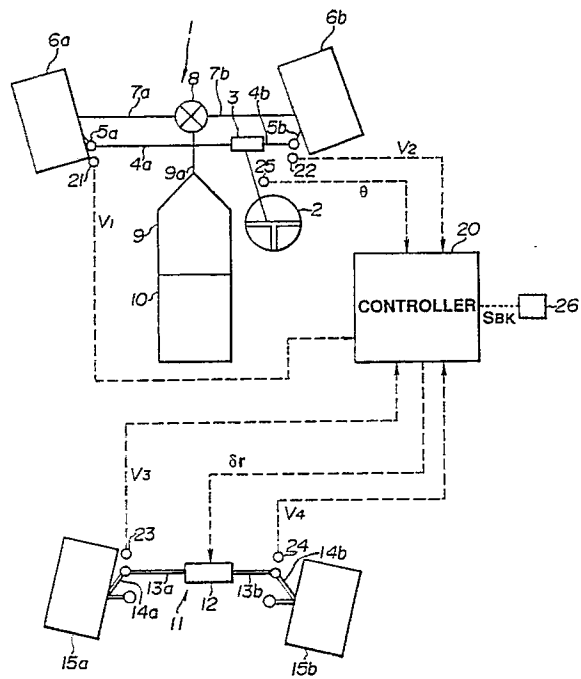 1
6a
6b
7a
8
7b
3
4b
5a
5b
4a
25
22
V2
21
9a
θ
2
20
V1
9
10
CONTROLLER
SBK
26
V3
δr
V4
23
24
14b
13a
12
13b
14a
11
15a
15b